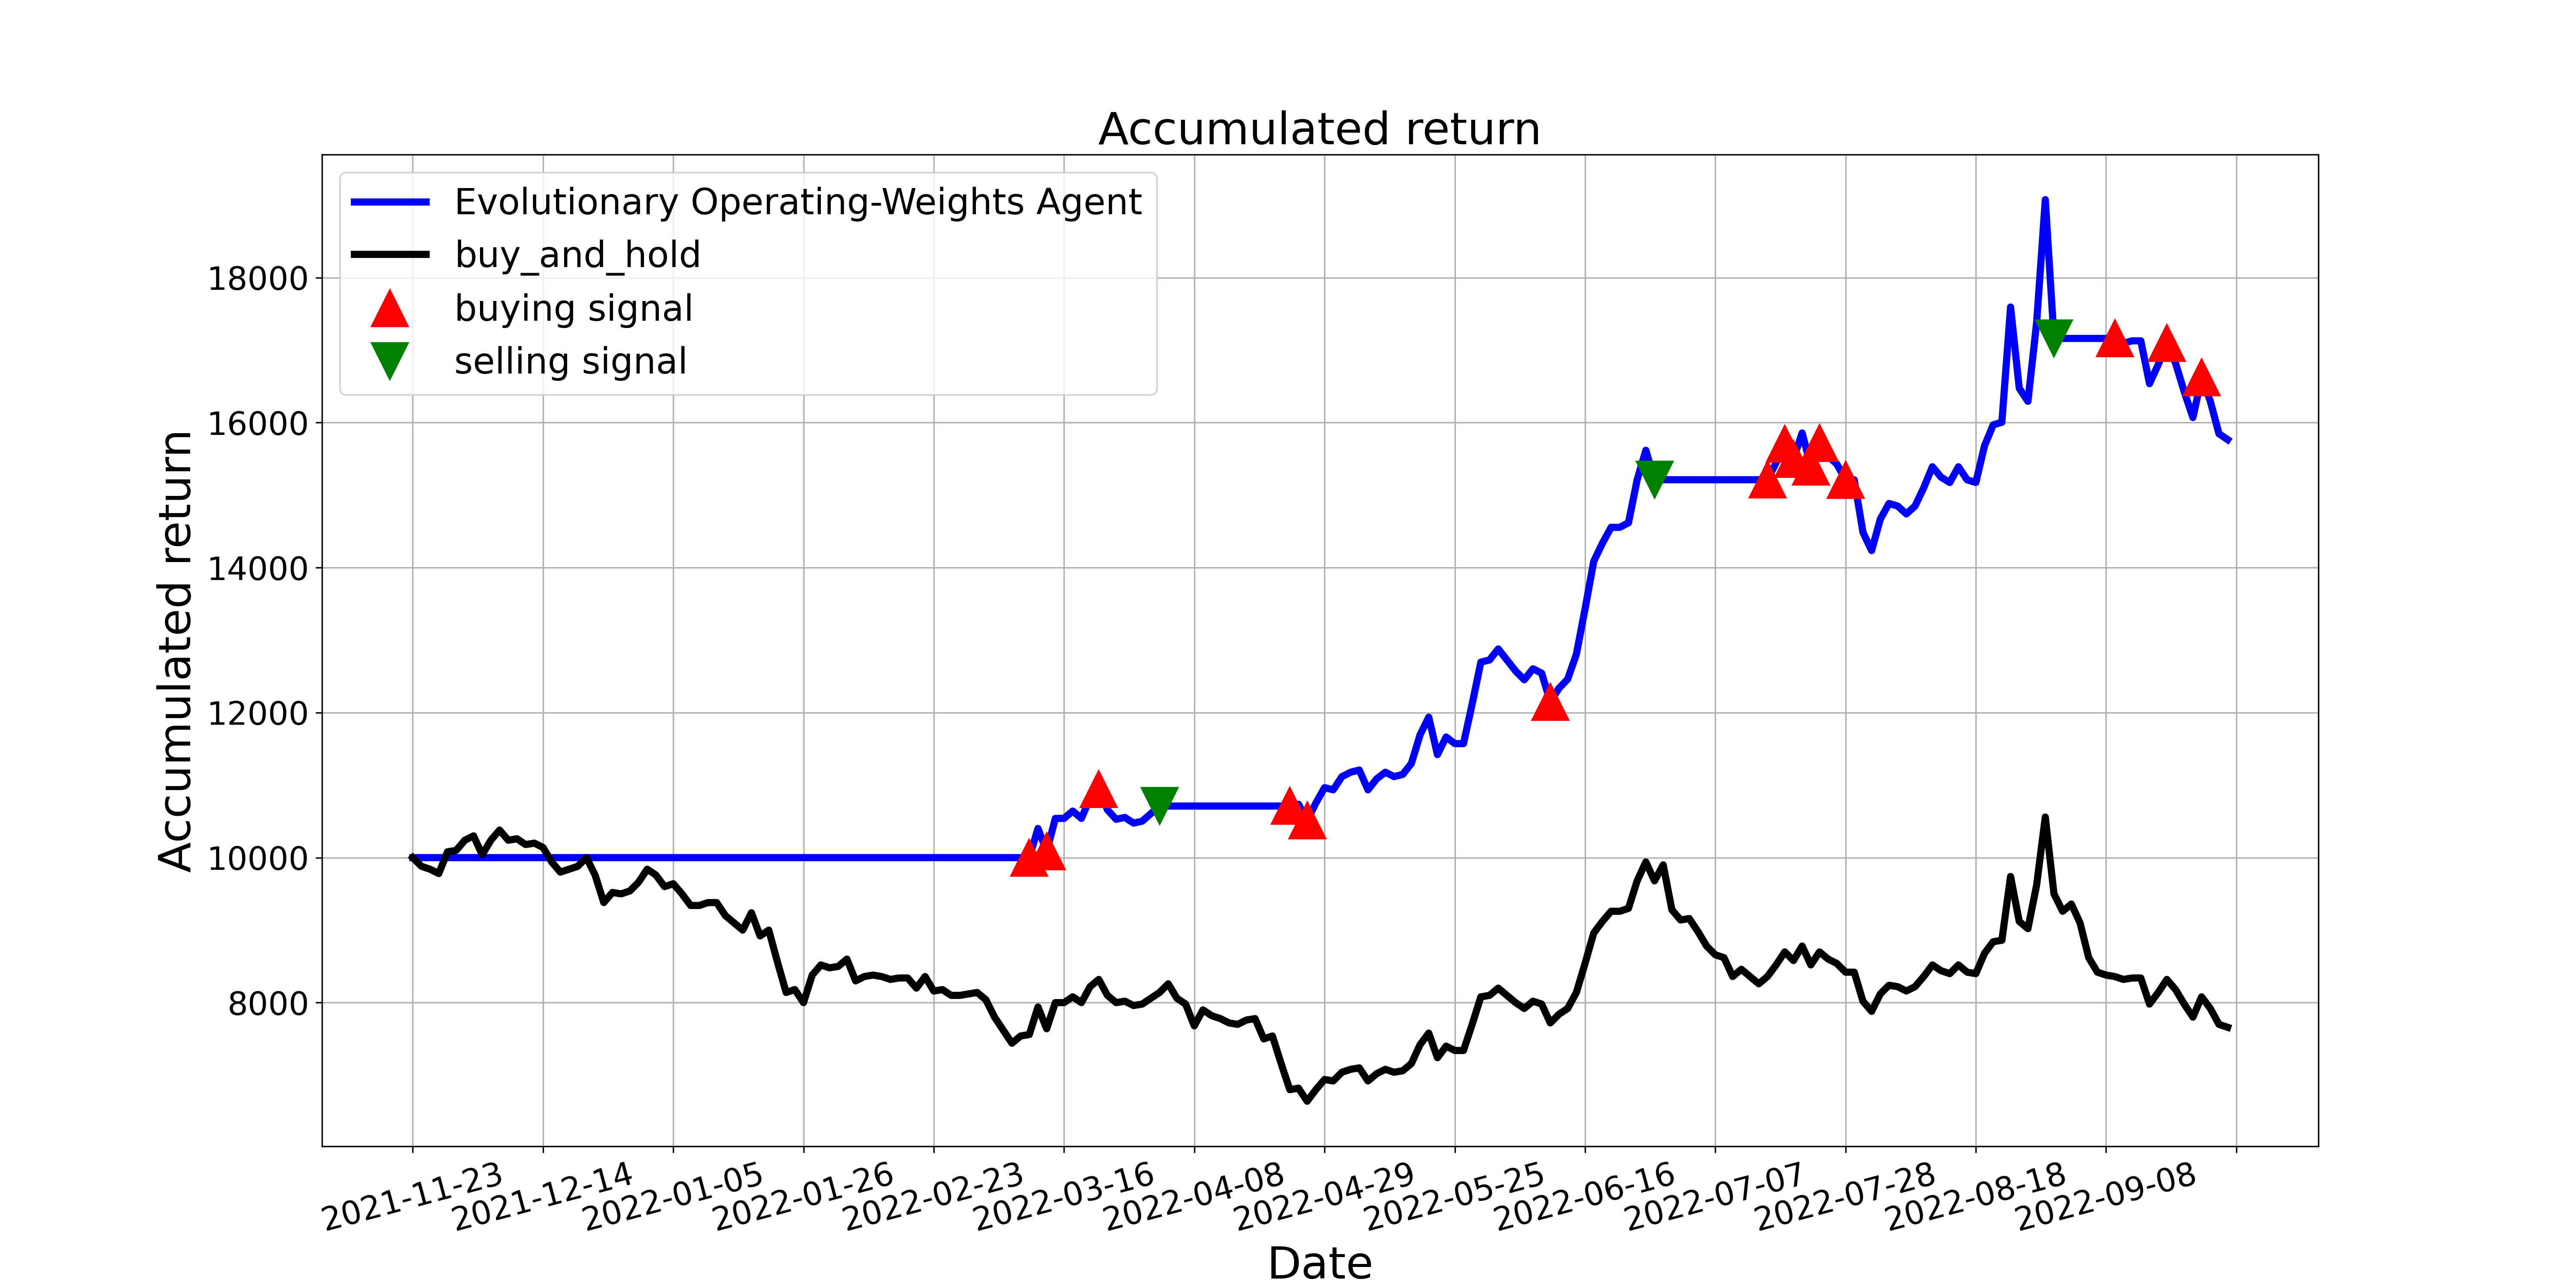 Accumulated return
Evolutionary Operating-Weights Agent
buy_and_hold
buying signal
selling signal
Accumulated return
18000
16000
14000
12000
10000
8000
2021-11-23
2021-12-14
2022-01-05
2022-01-26
2022-02-23
2022-03-16
2022-04-08
2022-04-29
2022-05-25
2022-06-16
2022-07-07
2022-07-28
2022-08-18
2022-09-08
Date